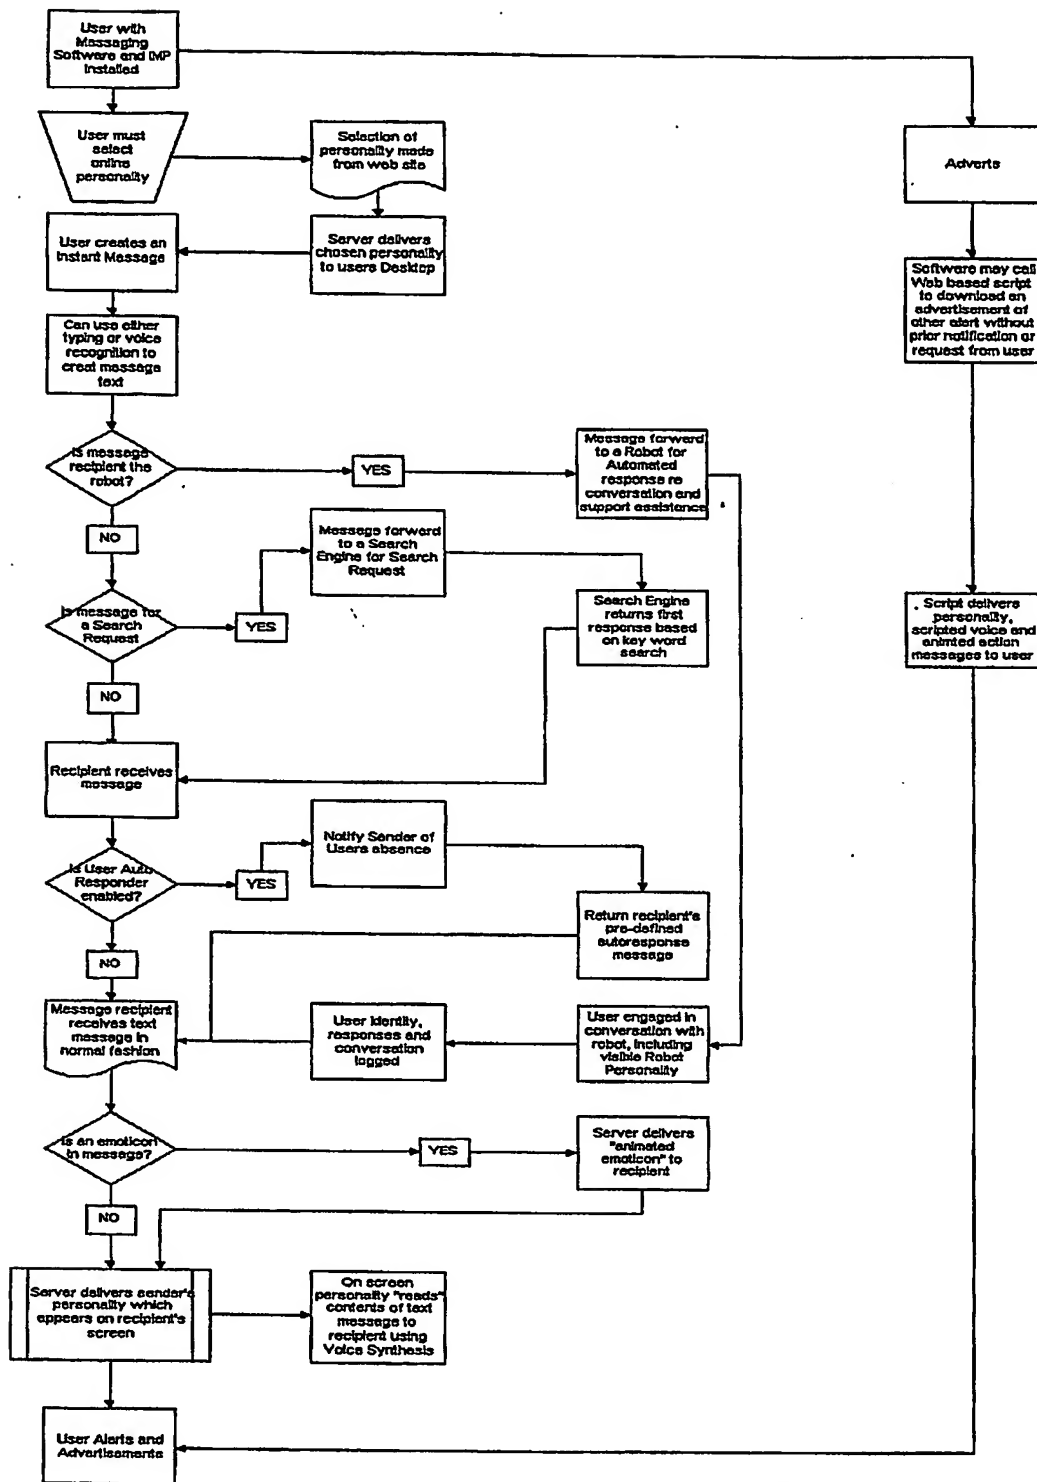 User with
Messaging
Software and IMP
Installed
User must
select
online
personality
Selection of
personality made
from web site
Adverts
User creates an
Instant Message
Server delivers
chosen personality
to users Desktop
Software may call
Web based script
to download an
advertisement of
other alert without
prior notification or
request from user
Can use either
typing or voice
recognition to
creat message
text
Is message
recipient the
robot?
YES
Message forward
to a Robot for
Automated
response re
conversation and
support assistance
NO
Message forward
to a Search
Engine for Search
Request
Is message for
a Search
Request
YES
Search Engine
returns first
response based
on key word
search
Script delivers
personality,
scripted voice and
animted action
messages to user
NO
Recipient receives
message
Notify Sender of
Users absence
Is User Auto
Responder
enabled?
YES
Return recipient's
pre-defined
autoresponse
message
NO
Message recipient
receives text
message in
normal fashion
User identity,
responses and
conversation
logged
User engaged in
conversation with
robot, including
visible Robot
Personality
Is an emoticon
in message?
YES
Server delivers
"animated
emoticon" to
recipient
NO
Server delivers sender's
personality which
appears on recipient's
screen
On screen
personality "reads"
contents of text
message to
recipient using
Voice Synthesis
User Alerts and
Advertisements